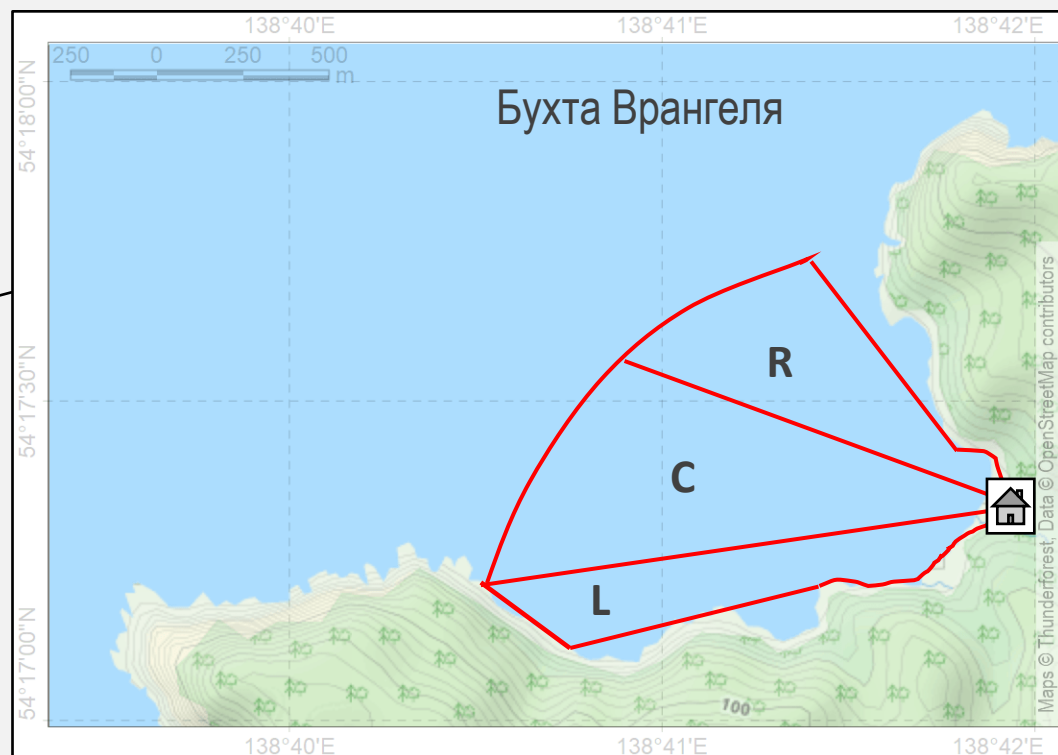 138°40'E 138°41'E 138°42'E
250 0 250 500
m
54°18'00"N
Бухта Врангеля
R
54°17'30"N
C
L
54°17'00"N
100
Maps © Thunderforest, Data © OpenStreetMap contributors
138°40'E 138°41'E 138°42'E